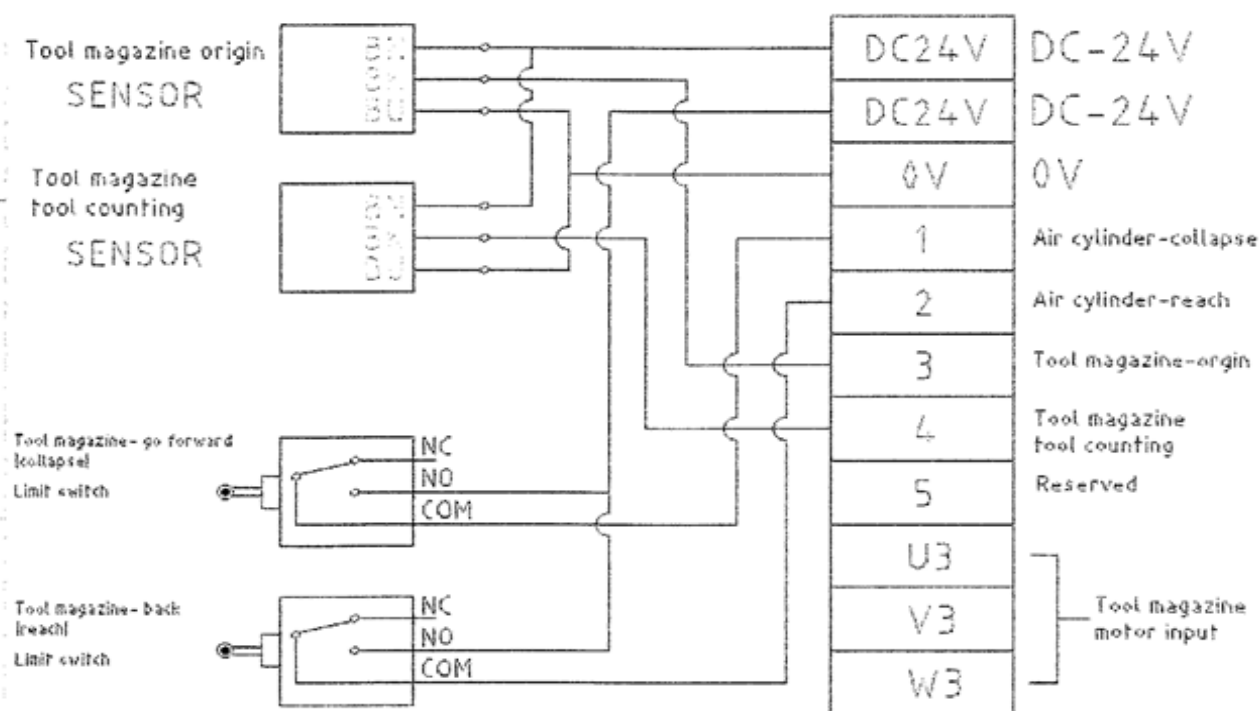 Tool magazine origin
SENSOR
Tool magazine
tool counting
SENSOR
Tool magazine- go forward
[collapse]
Limit switch
NC
NO
COM
Tool magazine- back
[reach]
Limit switch
NC
NO
COM
DC24V DC-24V
DC24V DC-24V
0V 0V
1 Air cylinder-collapse
2 Air cylinder-reach
3 Tool magazine-orgin
4 Tool magazine
tool counting
5 Reserved
U3
V3
W3
Tool magazine
motor input